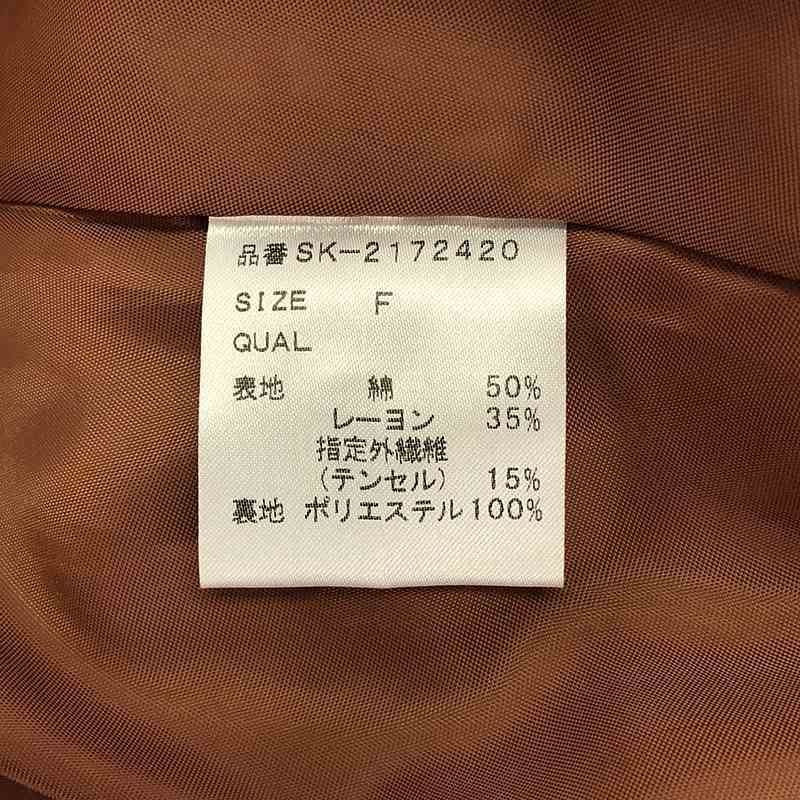 品番SK-2172420
SIZE F
QUAL
表地 綿 50%
レーヨン 35%
指定外繊維
(テンセル) 15%
裏地 ポリエステル100%